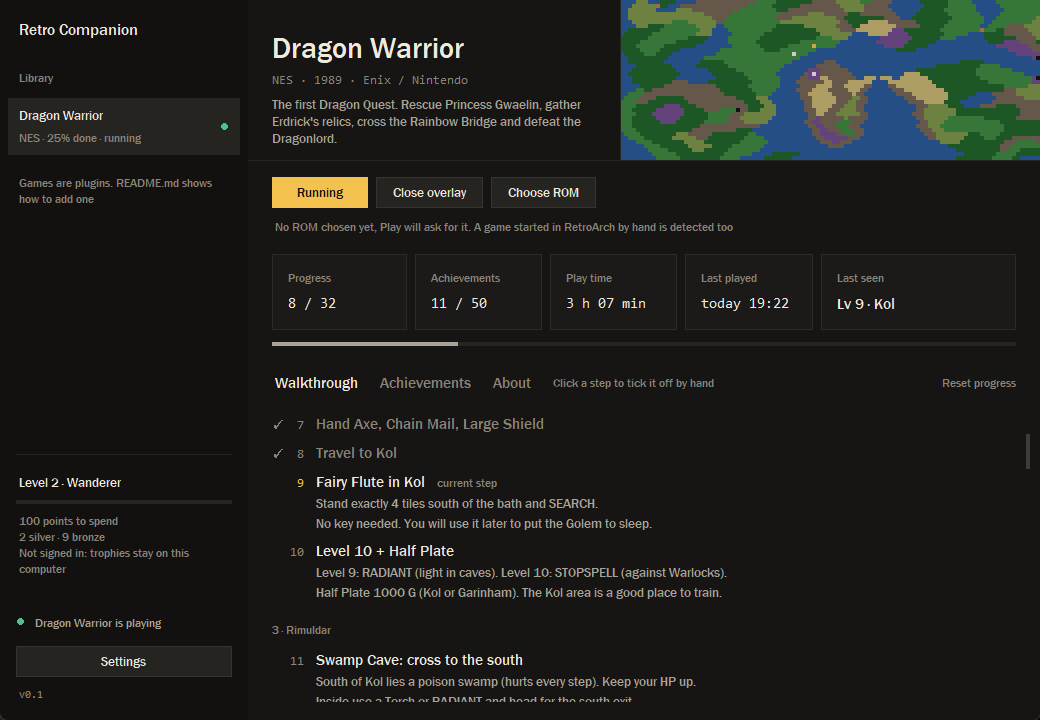 Retro Companion
Library
Dragon Warrior
NES · 25% done · running
Games are plugins. README.md shows
how to add one
Level 2 · Wanderer
100 points to spend
2 silver · 9 bronze
Not signed in: trophies stay on this
computer
Dragon Warrior is playing
Settings
v0.1
Dragon Warrior
NES · 1989 · Enix / Nintendo
The first Dragon Quest. Rescue Princess Gwaelin, gather
Erdrick's relics, cross the Rainbow Bridge and defeat the
Dragonlord.
Running
Close overlay
Choose ROM
No ROM chosen yet, Play will ask for it. A game started in RetroArch by hand is detected too
Progress
8 / 32
Achievements
11 / 50
Play time
3 h 07 min
Last played
today 19:22
Last seen
Lv 9 · Kol
Walkthrough
Achievements
About
Click a step to tick it off by hand
Reset progress
✓ 7 Hand Axe, Chain Mail, Large Shield
✓ 8 Travel to Kol
9 Fairy Flute in Kol current step
Stand exactly 4 tiles south of the bath and SEARCH.
No key needed. You will use it later to put the Golem to sleep.
10 Level 10 + Half Plate
Level 9: RADIANT (light in caves). Level 10: STOPSPELL (against Warlocks).
Half Plate 1000 G (Kol or Garinham). The Kol area is a good place to train.
3 · Rimuldar
11 Swamp Cave: cross to the south
South of Kol lies a poison swamp (hurts every step). Keep your HP up.
Inside use a Torch or RADIANT and head for the south exit.